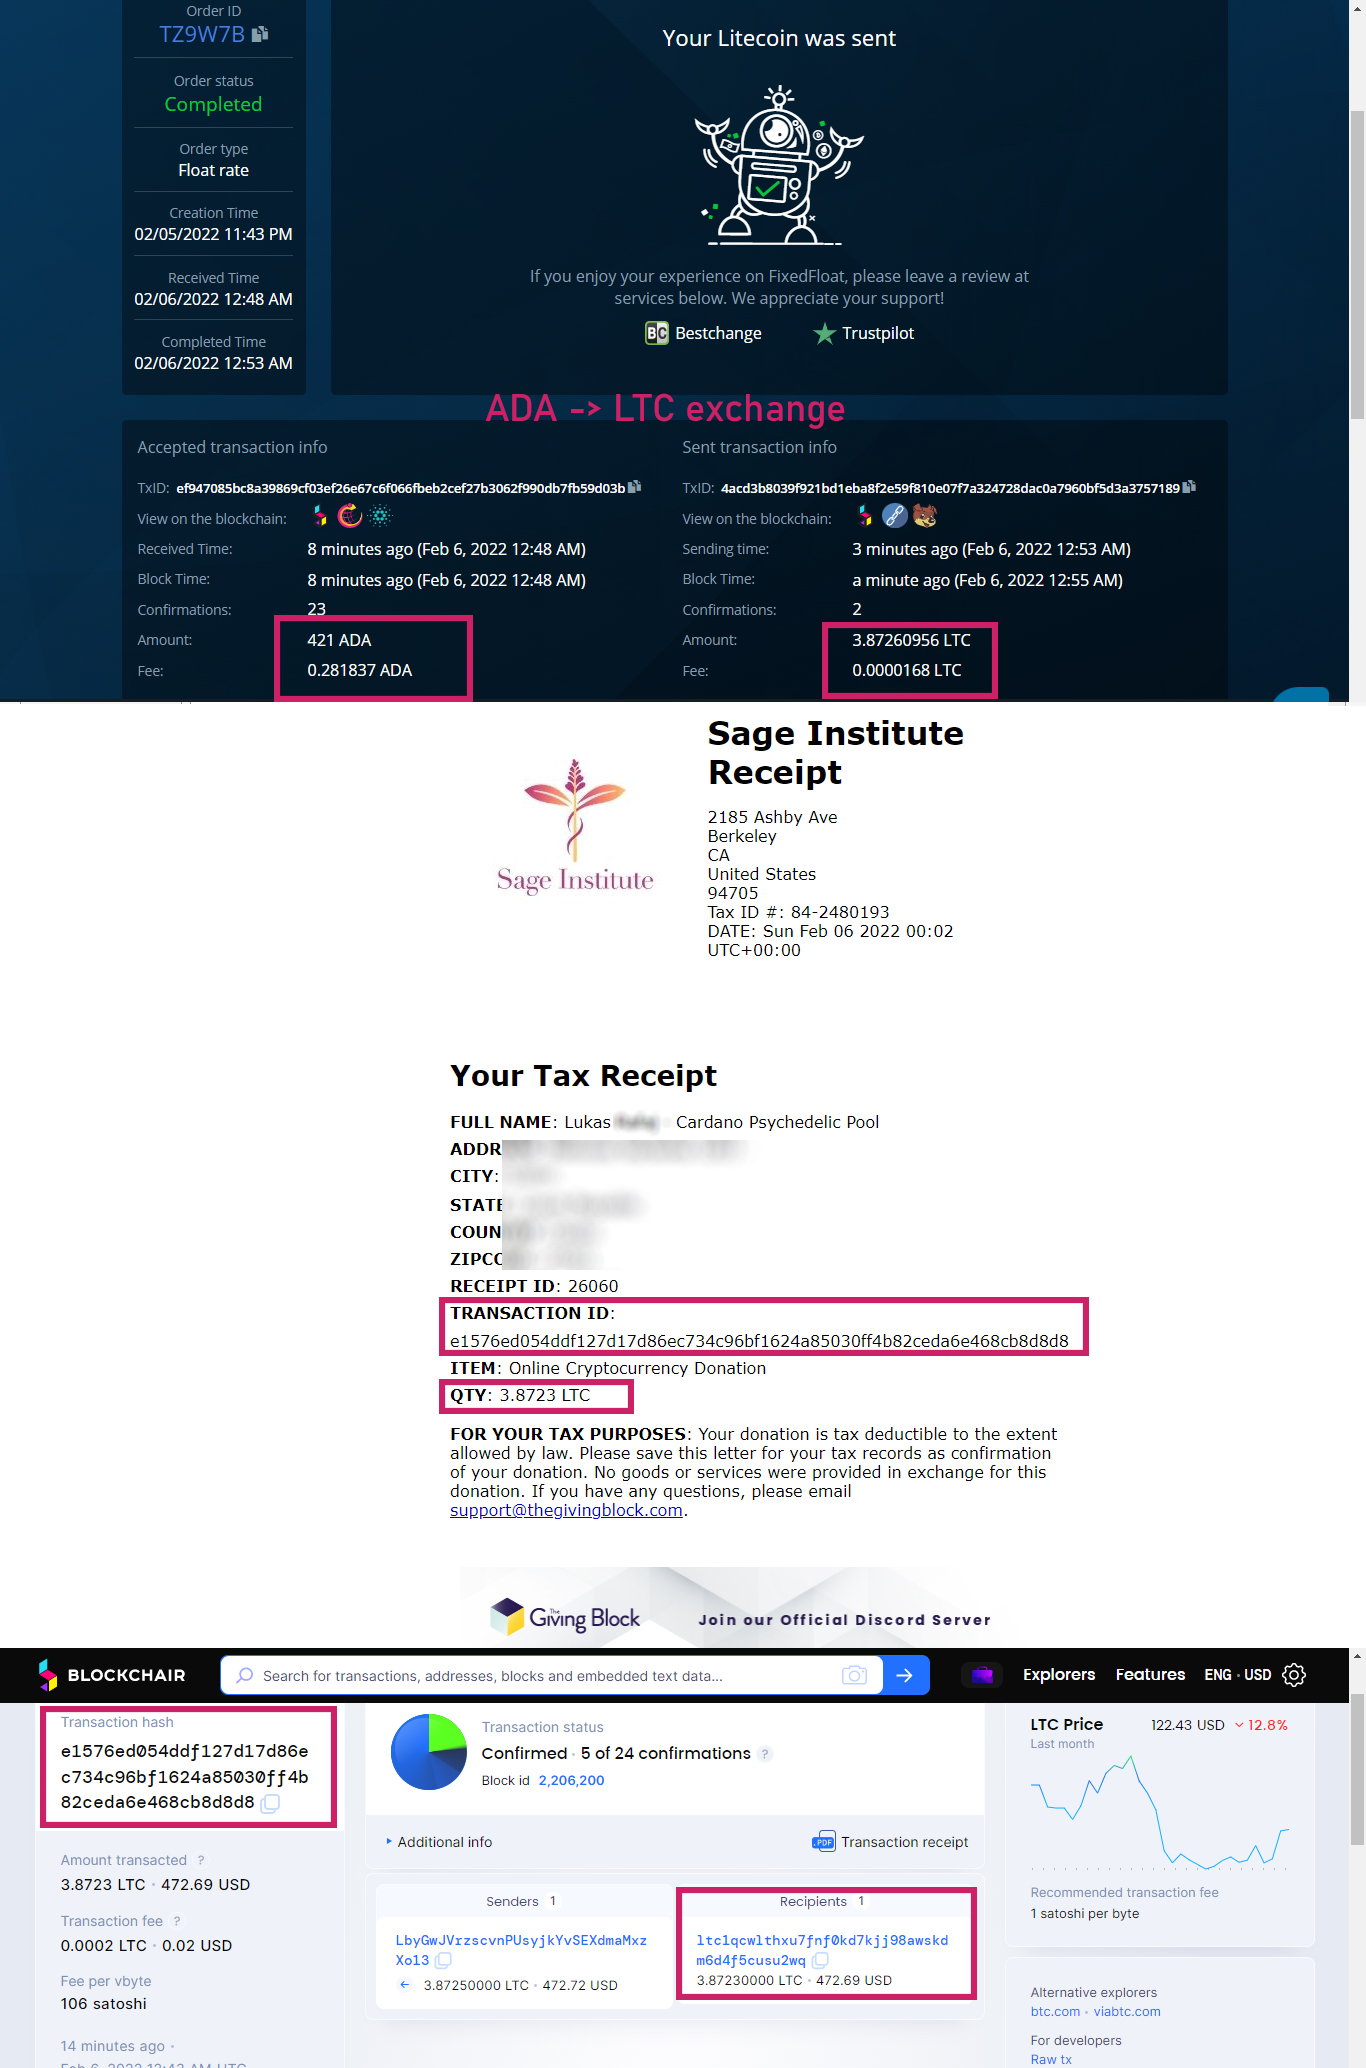 Order ID
TZ9W7B
Order status
Completed
Order type
Float rate
Creation Time
02/05/2022 11:43 PM
Received Time
02/06/2022 12:48 AM
Completed Time
02/06/2022 12:53 AM
Your Litecoin was sent
If you enjoy your experience on FixedFloat, please leave a review at
services below. We appreciate your support!
BC Bestchange Trustpilot
ADA -> LTC exchange
Accepted transaction info
TxID: ef947085bc8a39869cf03ef26e67c6f066fbeb2cef27b3062f990db7fb59d03b
View on the blockchain:
Received Time: 8 minutes ago (Feb 6, 2022 12:48 AM)
Block Time: 8 minutes ago (Feb 6, 2022 12:48 AM)
Confirmations: 23
Amount: 421 ADA
Fee: 0.281837 ADA
Sent transaction info
TxID: 4acd3b8039f921bd1eba8f2e59f810e07f7a324728dac0a7960bf5d3a3757189
View on the blockchain:
Sending time: 3 minutes ago (Feb 6, 2022 12:53 AM)
Block Time: a minute ago (Feb 6, 2022 12:55 AM)
Confirmations: 2
Amount: 3.87260956 LTC
Fee: 0.0000168 LTC
Sage Institute
Sage Institute
Receipt
2185 Ashby Ave
Berkeley
CA
United States
94705
Tax ID #: 84-2480193
DATE: Sun Feb 06 2022 00:02
UTC+00:00
Your Tax Receipt
FULL NAME: Lukas - Cardano Psychedelic Pool
ADDR
CITY:
STATE
COUN
ZIPCO
RECEIPT ID: 26060
TRANSACTION ID:
e1576ed054ddf127d17d86ec734c96bf1624a85030ff4b82ceda6e468cb8d8d8
ITEM: Online Cryptocurrency Donation
QTY: 3.8723 LTC
FOR YOUR TAX PURPOSES: Your donation is tax deductible to the extent
allowed by law. Please save this letter for your tax records as confirmation
of your donation. No goods or services were provided in exchange for this
donation. If you have any questions, please email
support@thegivingblock.com.
The Giving Block
Join our Official Discord Server
BLOCKCHAIR
Search for transactions, addresses, blocks and embedded text data...
Explorers Features ENG · USD
Transaction hash
e1576ed054ddf127d17d86e
c734c96bf1624a85030ff4b
82ceda6e468cb8d8d8
Amount transacted ?
3.8723 LTC · 472.69 USD
Transaction fee ?
0.0002 LTC · 0.02 USD
Fee per vbyte
106 satoshi
14 minutes ago ·
Transaction status
Confirmed · 5 of 24 confirmations ?
Block id 2,206,200
Additional info
.PDF Transaction receipt
Senders 1
LbyGwJVrzscvnPUsyjkYvSEXdmaMxz
Xo13
3.87250000 LTC · 472.72 USD
Recipients 1
ltc1qcwlthxu7fnf0kd7kjj98awskd
m6d4f5cusu2wq
3.87230000 LTC · 472.69 USD
LTC Price 122.43 USD 12.8%
Last month
Recommended transaction fee
1 satoshi per byte
Alternative explorers
btc.com · viabtc.com
For developers
Raw tx